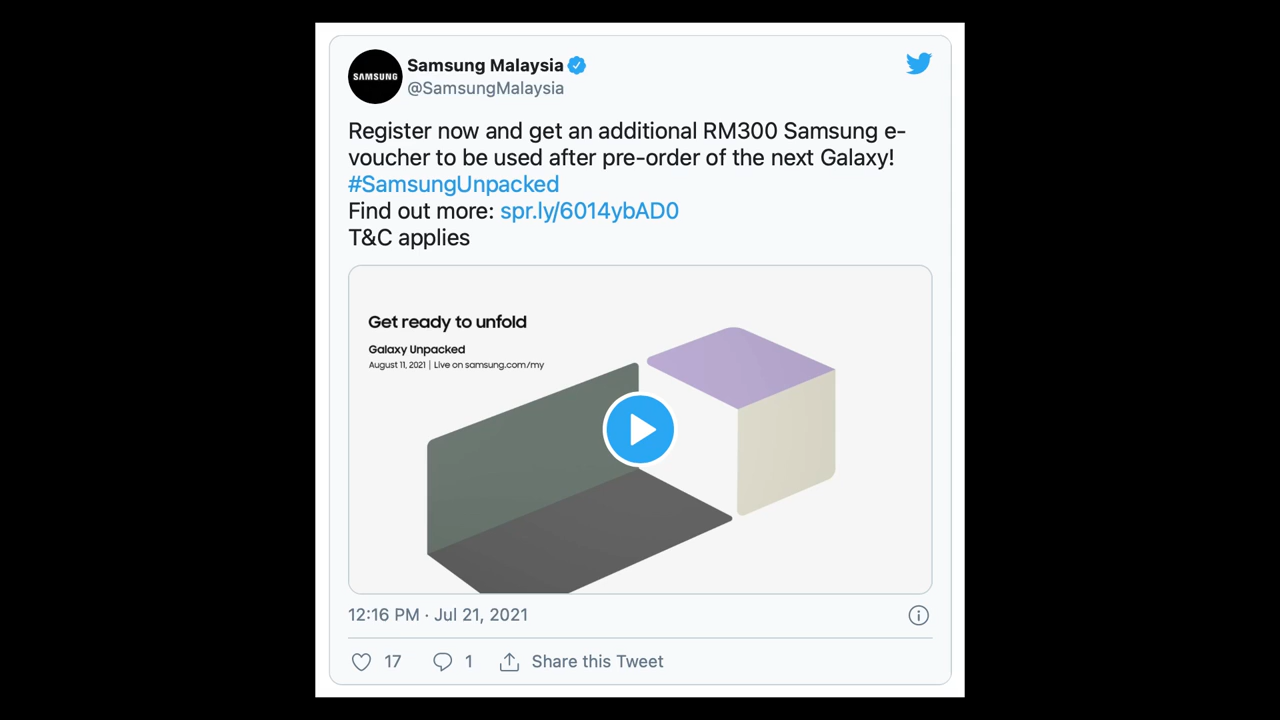 SAMSUNG
Samsung Malaysia
@SamsungMalaysia
Register now and get an additional RM300 Samsung e-
voucher to be used after pre-order of the next Galaxy!
#SamsungUnpacked
Find out more: spr.ly/6014ybAD0
T&C applies
Get ready to unfold
Galaxy Unpacked
August 11, 2021 | Live on samsung.com/my
12:16 PM · Jul 21, 2021
17 1 Share this Tweet